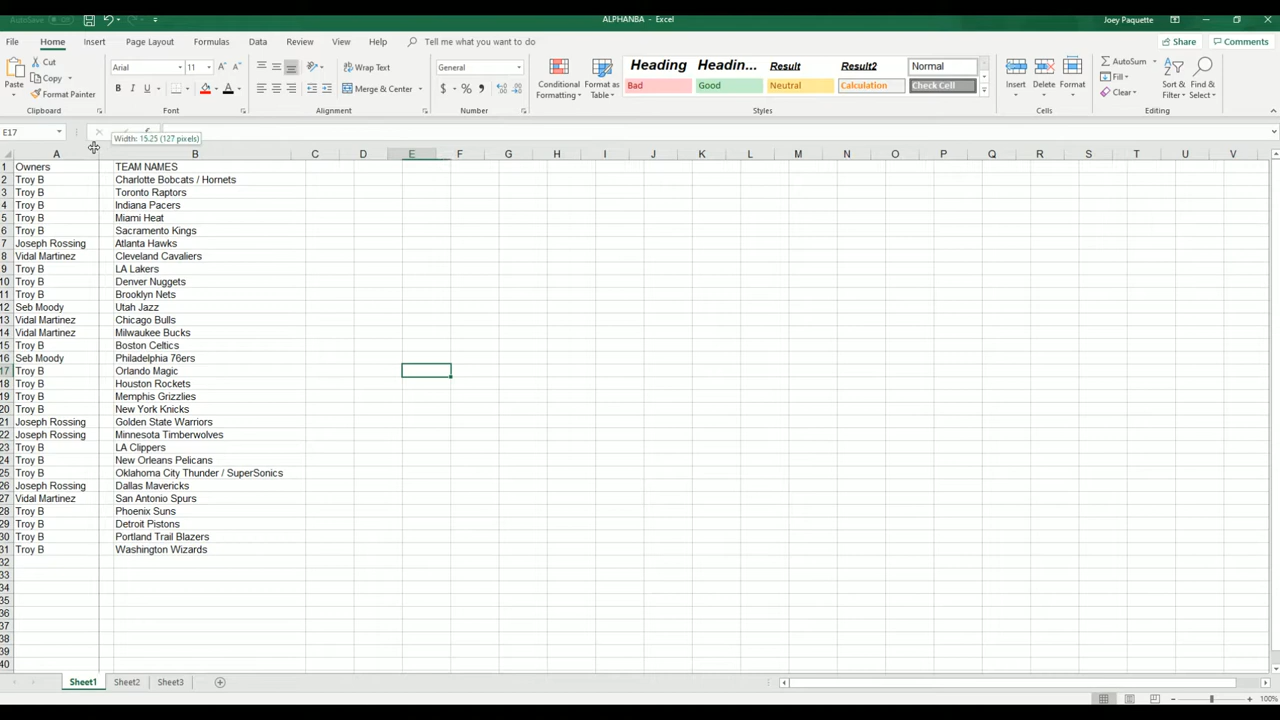 AutoSave Off ALPHANBA - Excel Joey Paquette
File Home Insert Page Layout Formulas Data Review View Help Tell me what you want to do Share Comments
Paste Cut Copy Format Painter Clipboard
Arial 11 A A B I U A Font
Wrap Text Merge & Center Alignment
General $ % , Number
Conditional Formatting Format as Table
Heading Headin... Result Result2 Normal
Bad Good Neutral Calculation Check Cell
Styles
Insert Delete Format Cells
AutoSum Fill Clear Sort & Filter Find & Select Editing
E17 Width: 15.25 (127 pixels)
A B C D E F G H I J K L M N O P Q R S T U V
1 Owners TEAM NAMES
2 Troy B Charlotte Bobcats / Hornets
3 Troy B Toronto Raptors
4 Troy B Indiana Pacers
5 Troy B Miami Heat
6 Troy B Sacramento Kings
7 Joseph Rossing Atlanta Hawks
8 Vidal Martinez Cleveland Cavaliers
9 Troy B LA Lakers
10 Troy B Denver Nuggets
11 Troy B Brooklyn Nets
12 Seb Moody Utah Jazz
13 Vidal Martinez Chicago Bulls
14 Vidal Martinez Milwaukee Bucks
15 Troy B Boston Celtics
16 Seb Moody Philadelphia 76ers
17 Troy B Orlando Magic
18 Troy B Houston Rockets
19 Troy B Memphis Grizzlies
20 Troy B New York Knicks
21 Joseph Rossing Golden State Warriors
22 Joseph Rossing Minnesota Timberwolves
23 Troy B LA Clippers
24 Troy B New Orleans Pelicans
25 Troy B Oklahoma City Thunder / SuperSonics
26 Joseph Rossing Dallas Mavericks
27 Vidal Martinez San Antonio Spurs
28 Troy B Phoenix Suns
29 Troy B Detroit Pistons
30 Troy B Portland Trail Blazers
31 Troy B Washington Wizards
32
33
34
35
36
37
38
39
40
Sheet1 Sheet2 Sheet3
100%